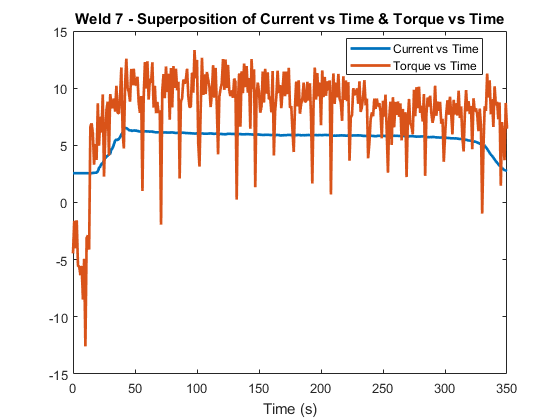 Weld 7 - Superposition of Current vs Time & Torque vs Time
Current vs Time
Torque vs Time
15
10
5
0
-5
-10
-15
0 50 100 150 200 250 300 350
Time (s)